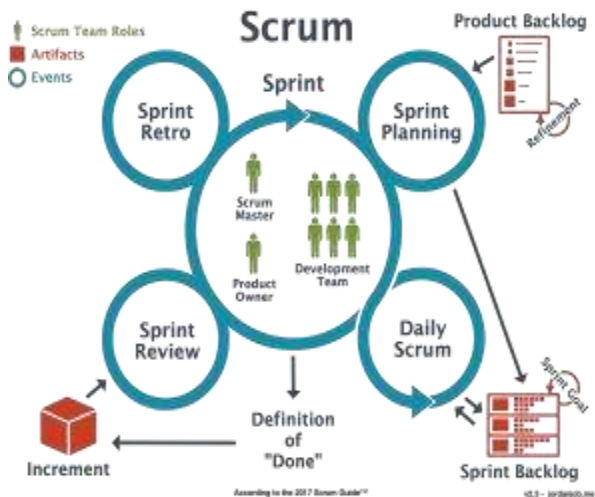 Scrum
Scrum Team Roles
Artifacts
Events
Product Backlog
Refinement
Sprint
Sprint
Retro
Sprint
Planning
Scrum
Master
Product
Owner
Development
Team
Sprint
Review
Daily
Scrum
Sprint Goal
Increment
Definition
of
"Done"
Sprint Backlog
According to the 2017 Scrum Guide™